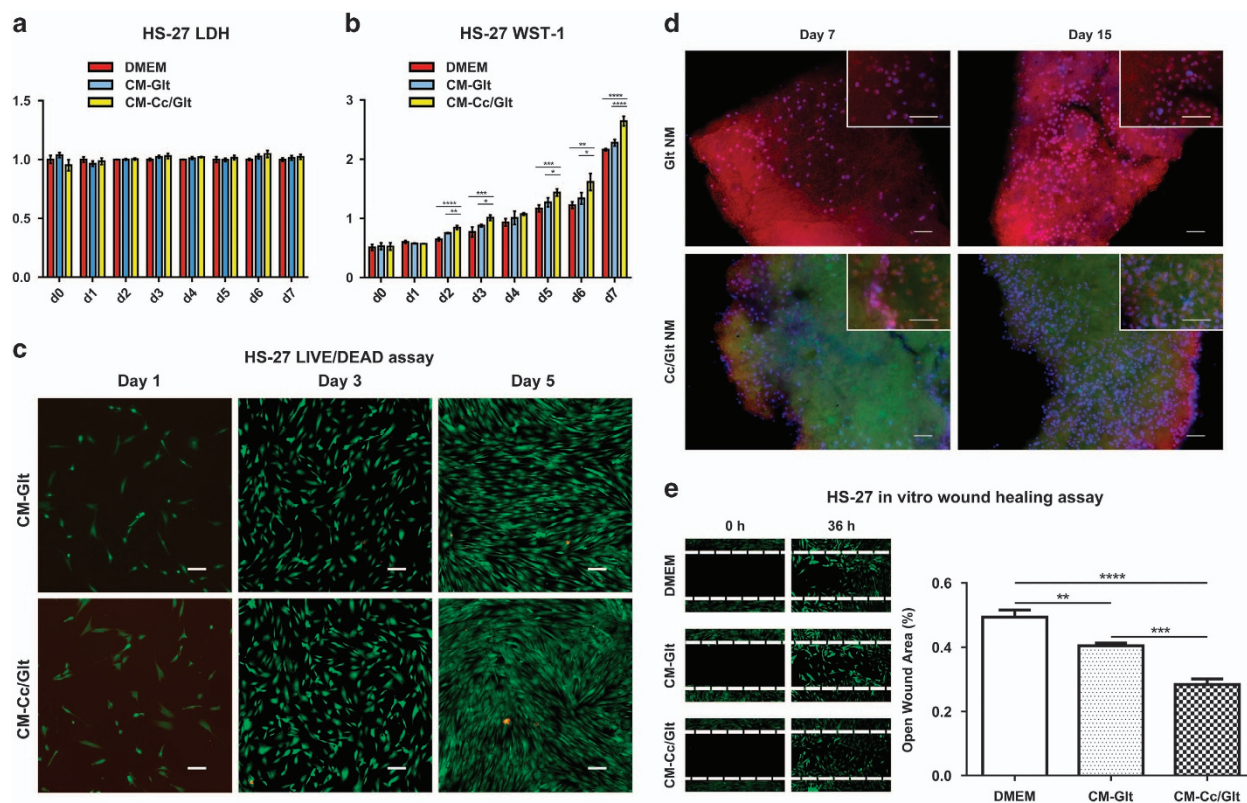 a
HS-27 LDH
DMEM
CM-Glt
CM-Cc/Glt
1.5
1.0
0.5
0.0
d0 d1 d2 d3 d4 d5 d6 d7
b
HS-27 WST-1
DMEM
CM-Glt
CM-Cc/Glt
3
2
1
0
**** **
*** *
*** *
** *
**** ****
d0 d1 d2 d3 d4 d5 d6 d7
c
HS-27 LIVE/DEAD assay
Day 1 Day 3 Day 5
CM-Glt
CM-Cc/Glt
d
Day 7 Day 15
Glt NM
Cc/Glt NM
e
HS-27 in vitro wound healing assay
0 h 36 h
DMEM
CM-Glt
CM-Cc/Glt
Open Wound Area (%)
0.6
0.4
0.2
0.0
****
**
***
DMEM CM-Glt CM-Cc/Glt